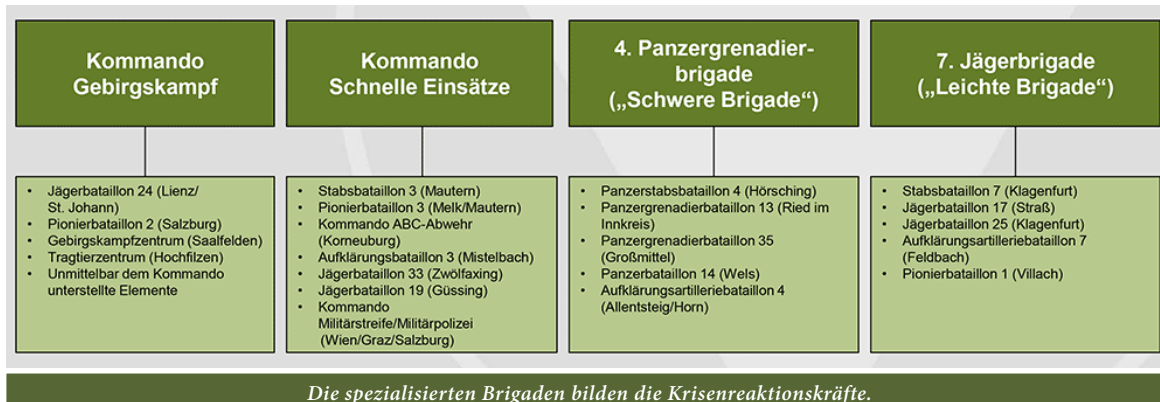 Kommando
Gebirgskampf
Kommando
Schnelle Einsätze
4. Panzergrenadier-
brigade
(„Schwere Brigade“)
7. Jägerbrigade
(„Leichte Brigade“)
• Jägerbataillon 24 (Lienz/
St. Johann)
• Pionierbataillon 2 (Salzburg)
• Gebirgskampfzentrum (Saalfelden)
• Tragtierzentrum (Hochfilzen)
• Unmittelbar dem Kommando
unterstellte Elemente
• Stabsbataillon 3 (Mautern)
• Pionierbataillon 3 (Melk/Mautern)
• Kommando ABC-Abwehr
(Korneuburg)
• Aufklärungsbataillon 3 (Mistelbach)
• Jägerbataillon 33 (Zwölfaxing)
• Jägerbataillon 19 (Güssing)
• Kommando
Militärstreife/Militärpolizei
(Wien/Graz/Salzburg)
• Panzerstabsbataillon 4 (Hörsching)
• Panzergrenadierbataillon 13 (Ried im
Innkreis)
• Panzergrenadierbataillon 35
(Großmittel)
• Panzerbataillon 14 (Wels)
• Aufklärungsartilleriebataillon 4
(Allentsteig/Horn)
• Stabsbataillon 7 (Klagenfurt)
• Jägerbataillon 17 (Straß)
• Jägerbataillon 25 (Klagenfurt)
• Aufklärungsartilleriebataillon 7
(Feldbach)
• Pionierbataillon 1 (Villach)
Die spezialisierten Brigaden bilden die Krisenreaktionskräfte.